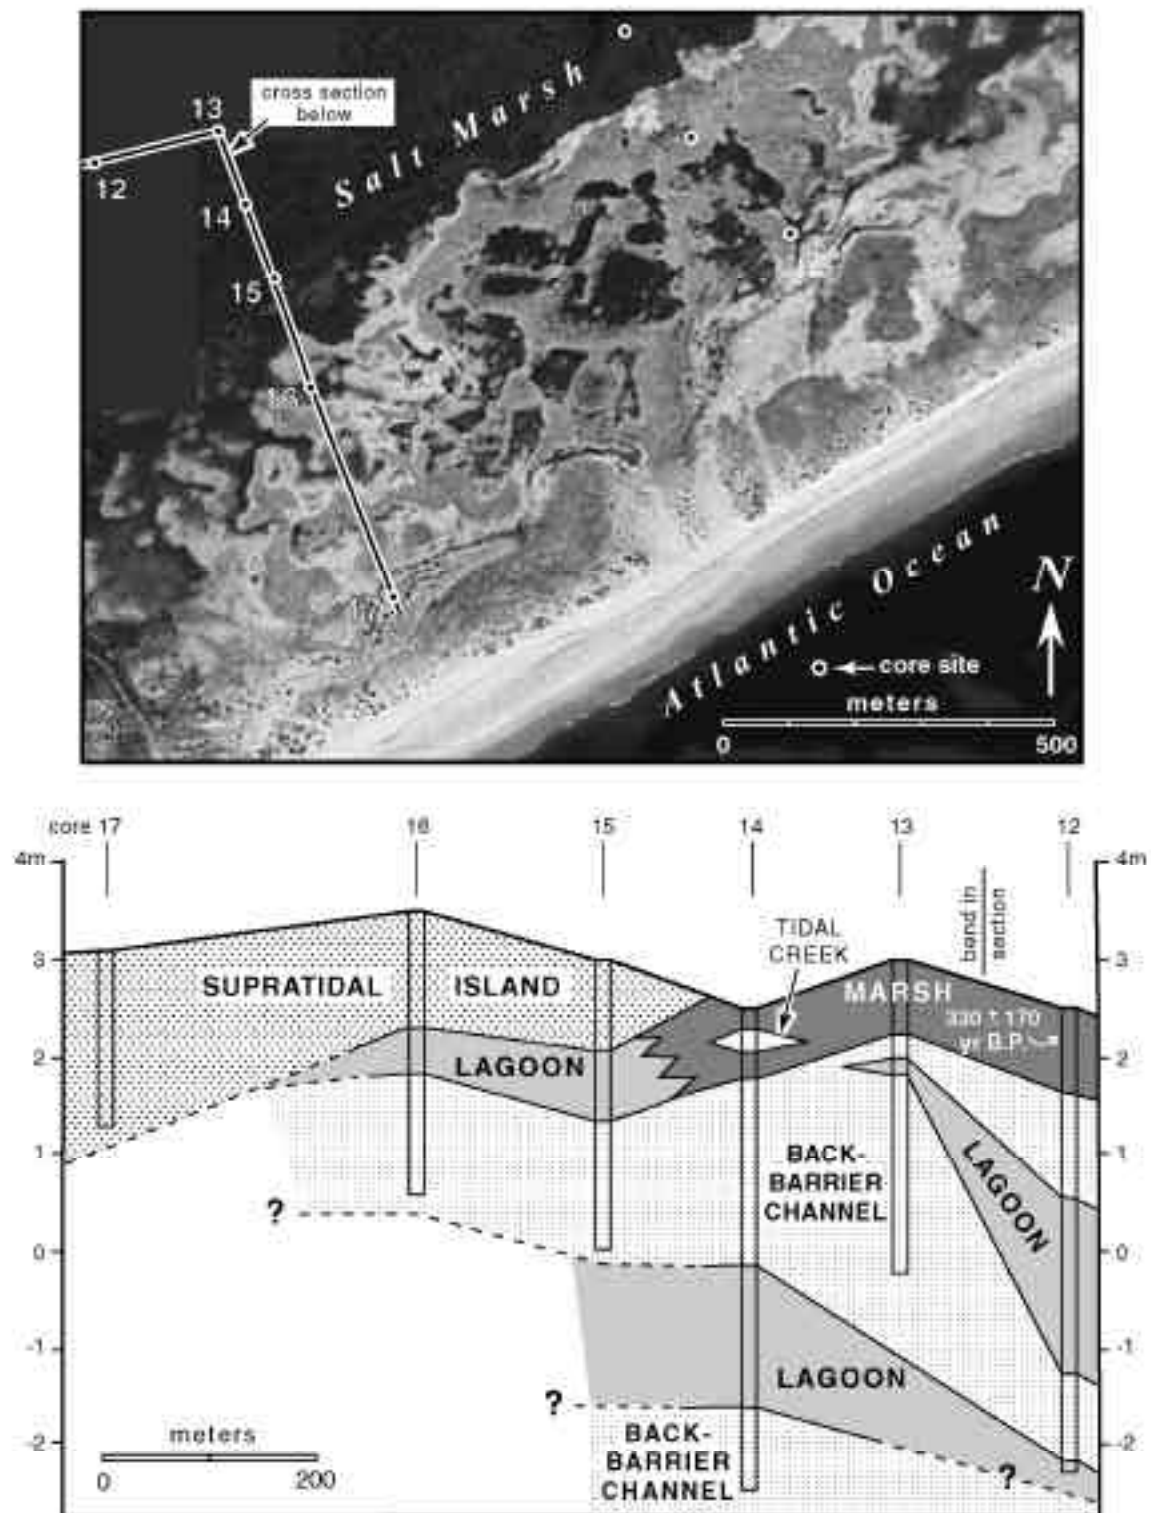 cross section
below
13
12
14
15
16
17
Salt Marsh
Atlantic Ocean
N
core site
meters
0 500
core 17 16 15 14 13 12
4m 4m
TIDAL
CREEK
bend in
section
3 3
SUPRATIDAL ISLAND
MARSH
330 ± 170
yr B.P.
2 2
LAGOON
1 1
BACK-
BARRIER
CHANNEL
LAGOON
?
0 0
-1 -1
LAGOON
?
meters
0 200
-2 -2
BACK-
BARRIER
CHANNEL
?